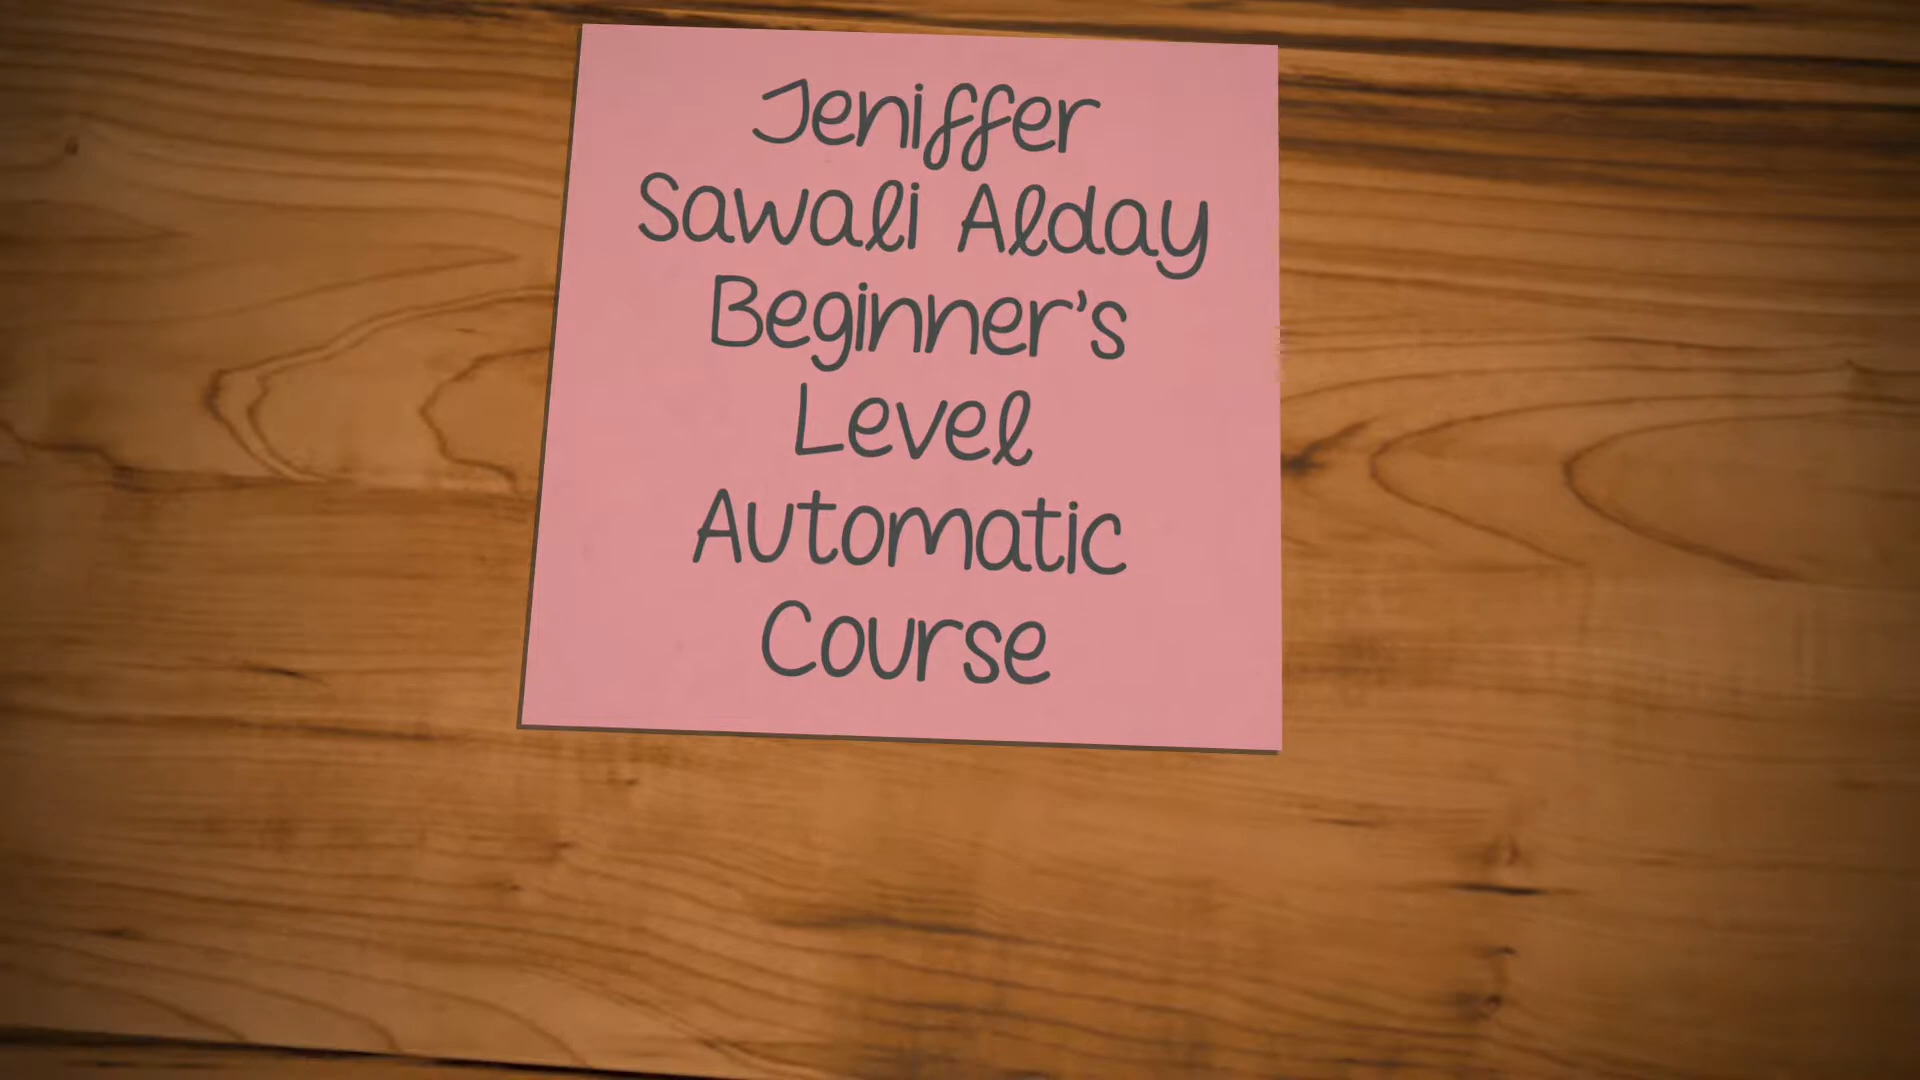 Jeniffer
Sawali Alday
Beginner's
Level
Automatic
Course